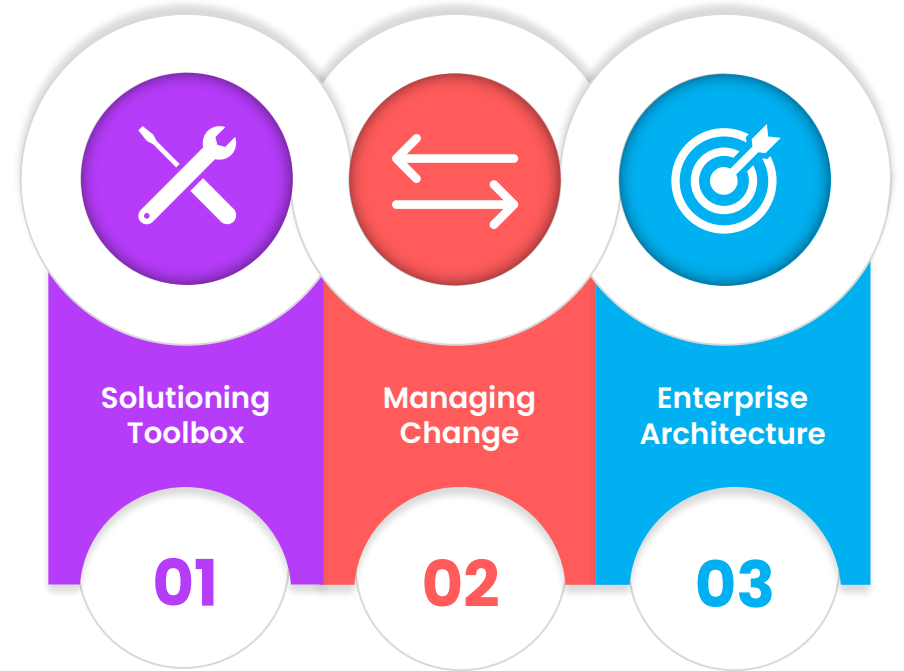 Solutioning
Toolbox
Managing
Change
Enterprise
Architecture
01
02
03